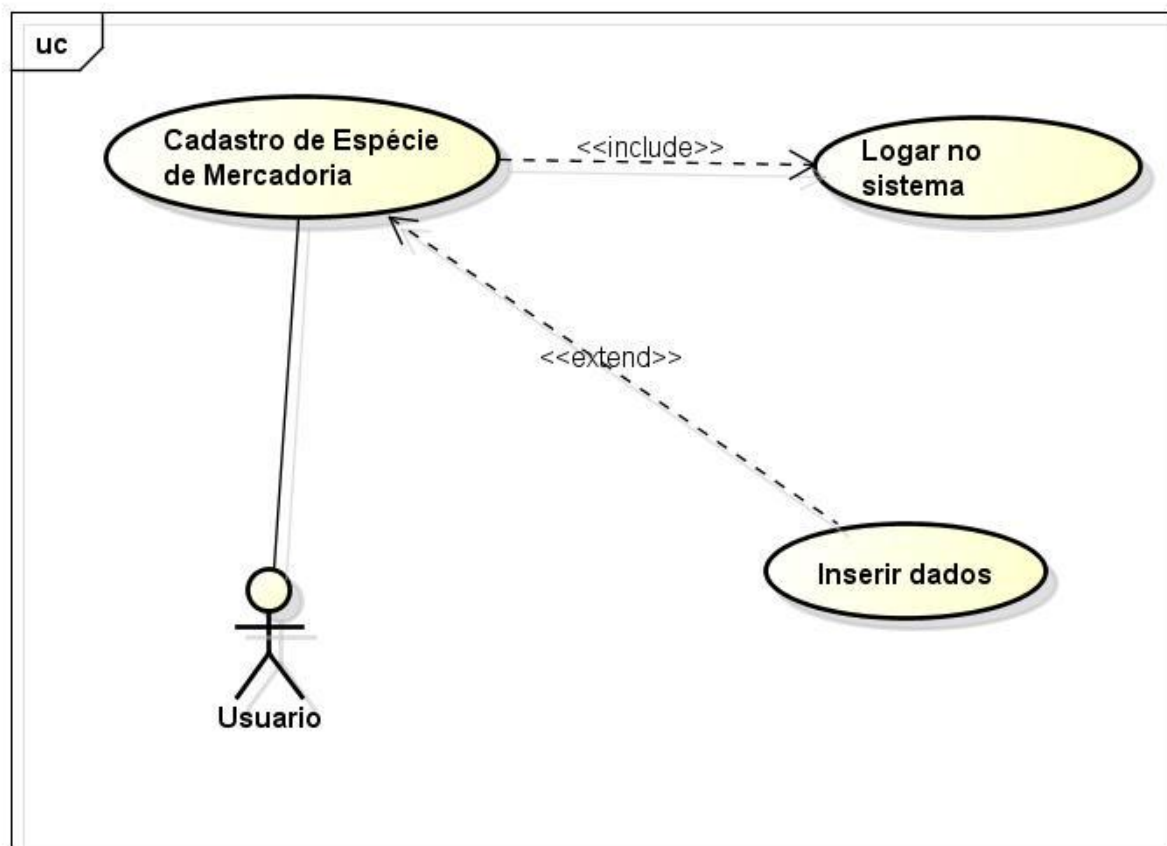 uc
Cadastro de Espécie
de Mercadoria
<<include>>
Logar no
sistema
<<extend>>
Inserir dados
Usuario